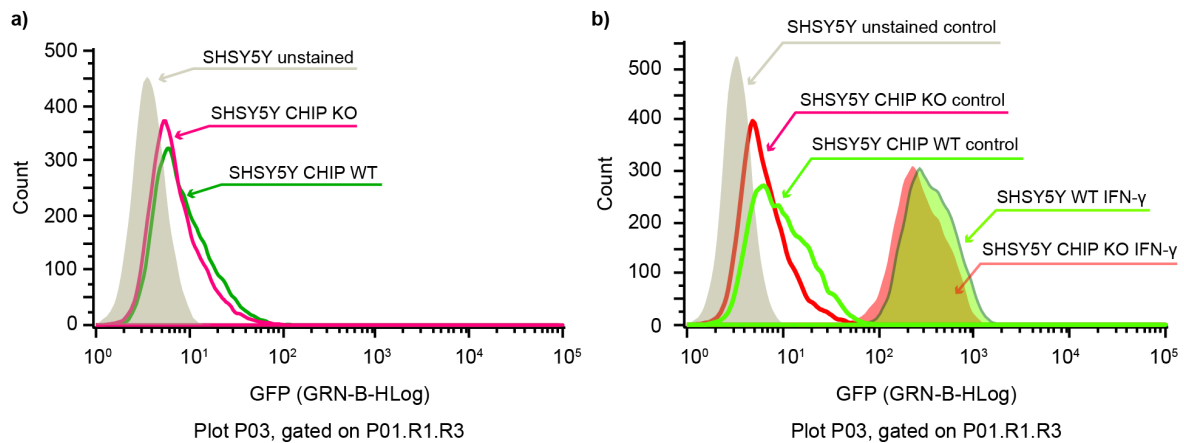 a)
SHSY5Y unstained
SHSY5Y CHIP KO
SHSY5Y CHIP WT
Count
500
400
300
200
100
0
10⁰ 10¹ 10² 10³ 10⁴ 10⁵
GFP (GRN-B-HLog)
Plot P03, gated on P01.R1.R3
b)
SHSY5Y unstained control
SHSY5Y CHIP KO control
SHSY5Y CHIP WT control
SHSY5Y WT IFN-γ
SHSY5Y CHIP KO IFN-γ
Count
500
400
300
200
100
0
10⁰ 10¹ 10² 10³ 10⁴ 10⁵
GFP (GRN-B-HLog)
Plot P03, gated on P01.R1.R3